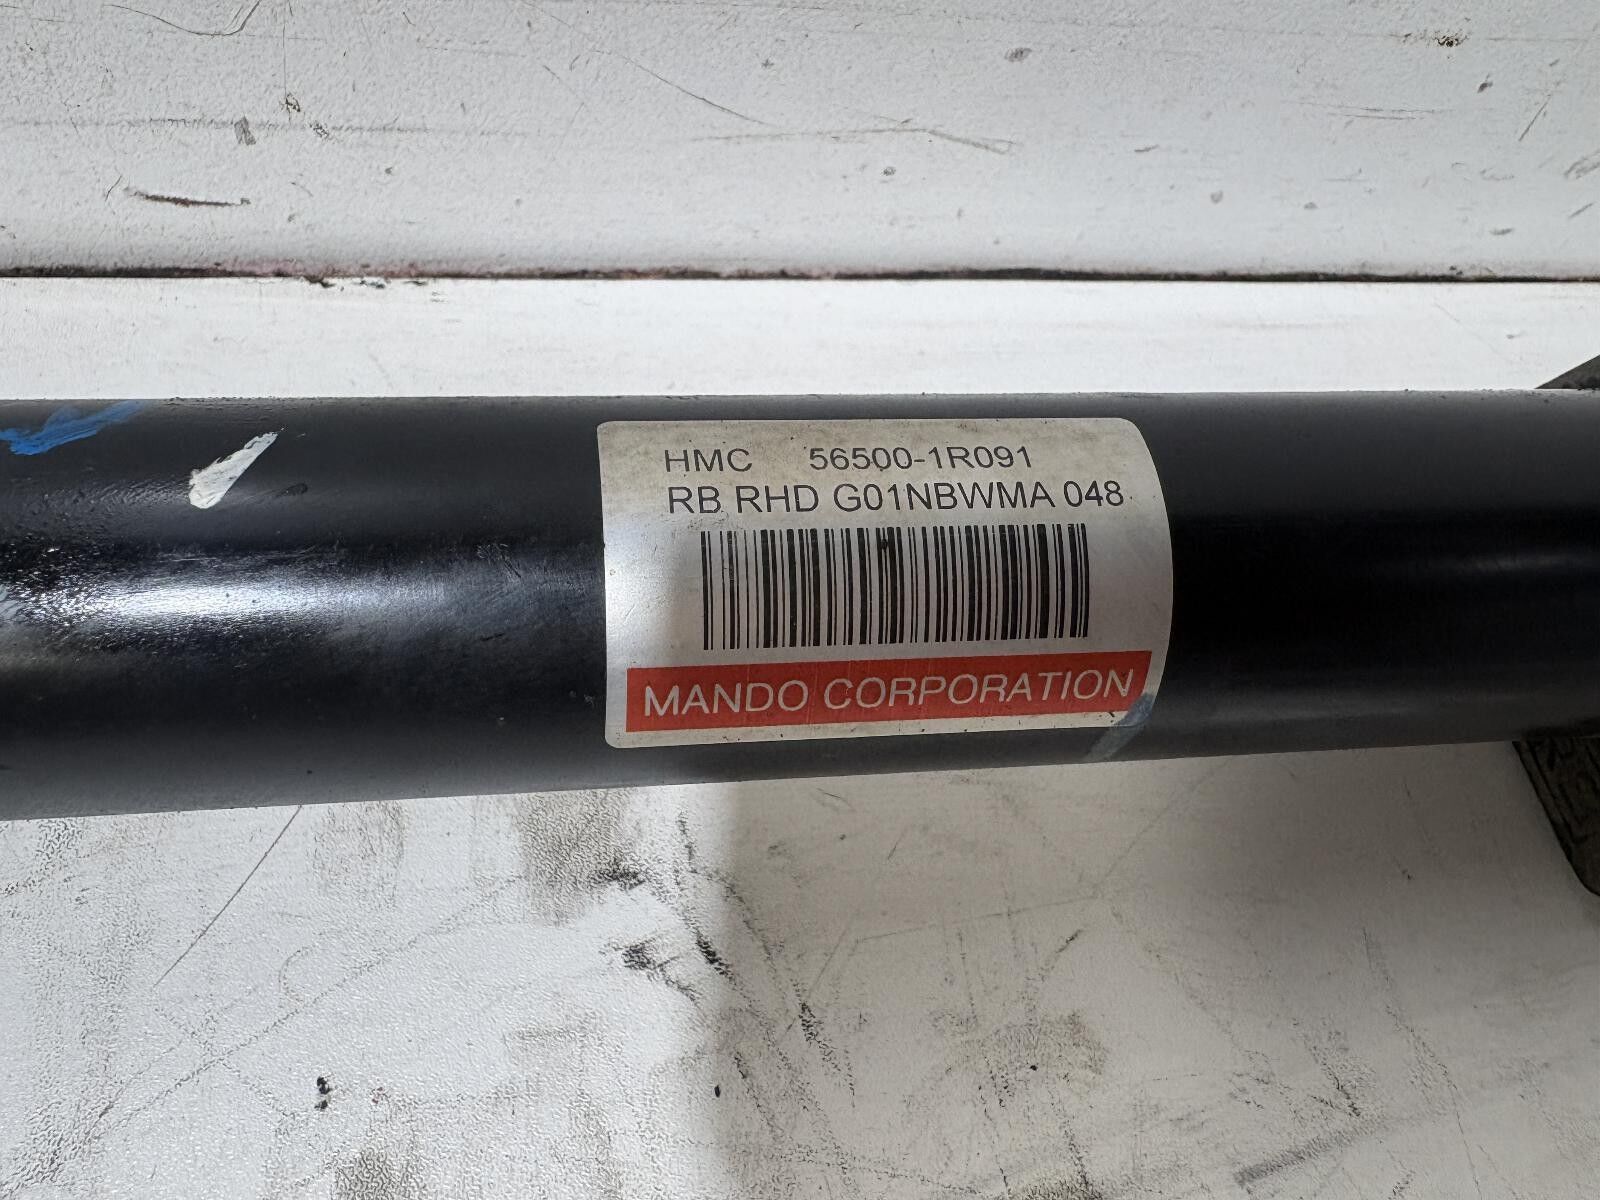 HMC 56500-1R091
RB RHD G01NBWMA 048
MANDO CORPORATION